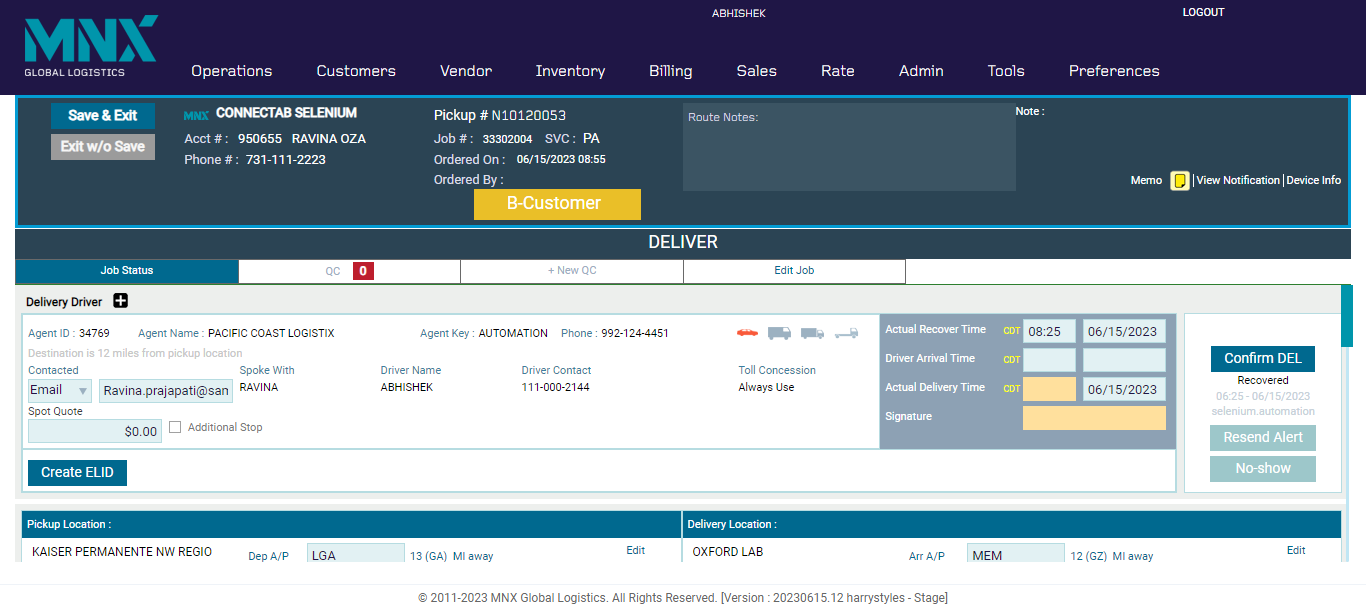 ABHISHEK
LOGOUT
MNX
GLOBAL LOGISTICS
Operations Customers Vendor Inventory Billing Sales Rate Admin Tools Preferences
Save & Exit
Exit w/o Save
MNX CONNECTAB SELENIUM
Acct # : 950655 RAVINA OZA
Phone # : 731-111-2223
Pickup # N10120053
Job # : 33302004 SVC : PA
Ordered On : 06/15/2023 08:55
Ordered By :
B-Customer
Route Notes:
Note :
Memo | View Notification | Device Info
DELIVER
Job Status QC 0 + New QC Edit Job
Delivery Driver
Agent ID : 34769 Agent Name : PACIFIC COAST LOGISTIX Agent Key : AUTOMATION Phone : 992-124-4451
Destination is 12 miles from pickup location
Contacted Spoke With Driver Name Driver Contact Toll Concession
Email Ravina.prajapati@san RAVINA ABHISHEK 111-000-2144 Always Use
Spot Quote
$0.00 Additional Stop
Create ELID
Actual Recover Time CDT 08:25 06/15/2023
Driver Arrival Time CDT
Actual Delivery Time CDT 06/15/2023
Signature
Confirm DEL
Recovered
06:25 - 06/15/2023
selenium.automation
Resend Alert
No-show
Pickup Location :
KAISER PERMANENTE NW REGIO Dep A/P LGA 13 (GA) MI away Edit
Delivery Location :
OXFORD LAB Arr A/P MEM 12 (GZ) MI away Edit
© 2011-2023 MNX Global Logistics. All Rights Reserved. [Version : 20230615.12 harrystyles - Stage]